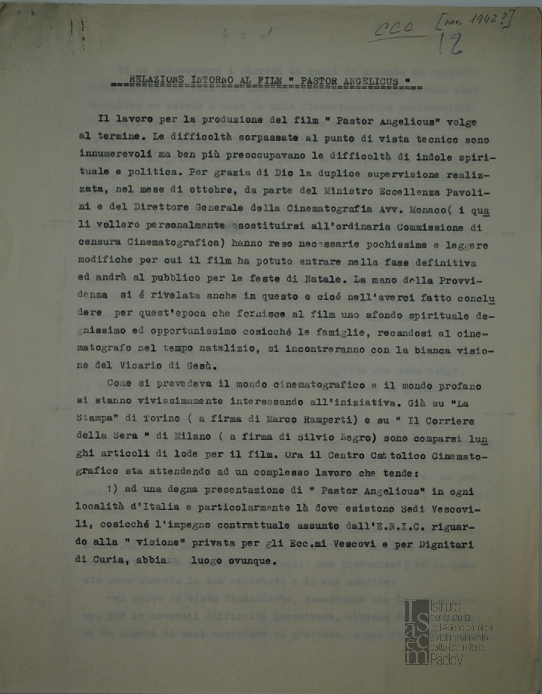 CCC [nov. 1942?]
12
RELAZIONE INTORNO AL FILM " PASTOR ANGELICUS "
Il lavoro per la produzione del film " Pastor Angelicus" volge
al termine. Le difficoltà sorpassate al punto di vista tecnico sono
innumerevoli ma ben più preoccupavano le difficoltà di indole spiri-
tuale e politica. Per grazia di Dio la duplice supervisione realiz-
zata, nel mese di ottobre, da parte del Ministro Eccellenza Pavoli-
ni e del Direttore Generale della Cinematografia Avv. Monaco( i qua
li vollero personalmente sostituirsi all'ordinaria Commissione di
censura Cinematografica) hanno reso necessarie pochissime e leggere
modifiche per cui il film ha potuto entrare nella fase definitiva
ed andrà al pubblico per le feste di Natale. La mano della Provvi-
denza si é rivelata anche in questo e cioé nell'averci fatto conclu
dere per quest'epoca che fornisce al film uno sfondo spirituale de-
gnissimo ed opportunissimo cosicché le famiglie, recandosi al cine-
matografo nel tempo natalizio, si incontreranno con la bianca visio-
ne del Vicario di Gesù.
Come si prevedeva il mondo cinematografico e il mondo profano
si stanno vivissimamente interessando all'iniziativa. Già su "La
Stampa" di Torino ( a firma di Marco Ramperti) e su " Il Corriere
della Sera " di Milano ( a firma di Silvio Negro) sono comparsi lun
ghi articoli di lode per il film. Ora il Centro Cattolico Cinemato-
grafico sta attendendo ad un complesso lavoro che tende:
1) ad una degna presentazione di " Pastor Angelicus" in ogni
località d'Italia e particolarmente là dove esistono Sedi Vescovi-
li, cosicché l'impegno contrattuale assunto dall'E.N.I.C. riguar-
do alla " visione" privata per gli Ecc.mi Vescovi e per Dignitari
di Curia, abbia luogo ovunque.
Istituto
Paolo VI